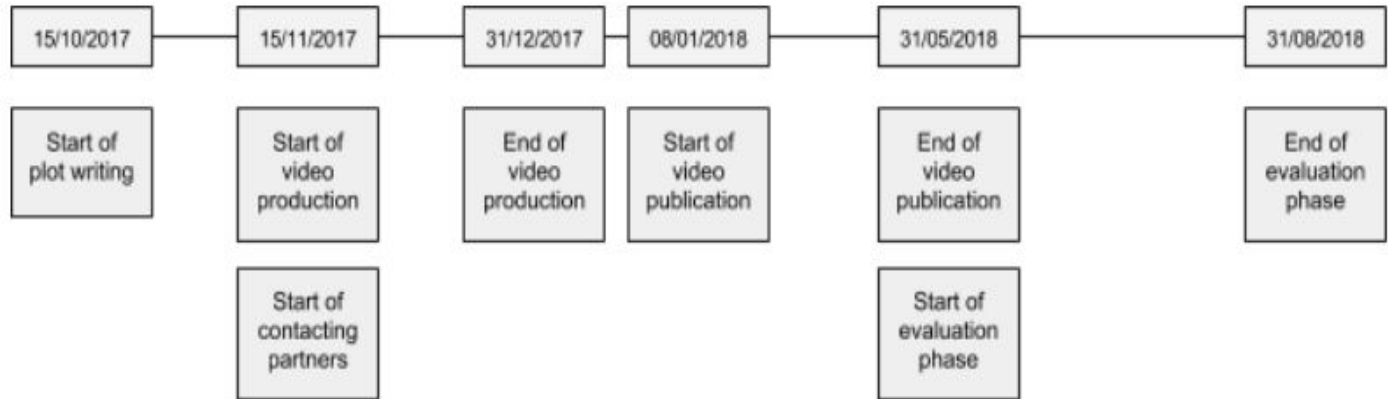 15/10/2017
15/11/2017
31/12/2017
08/01/2018
31/05/2018
31/08/2018
Start of
plot writing
Start of
video
production
End of
video
production
Start of
video
publication
End of
video
publication
End of
evaluation
phase
Start of
contacting
partners
Start of
evaluation
phase